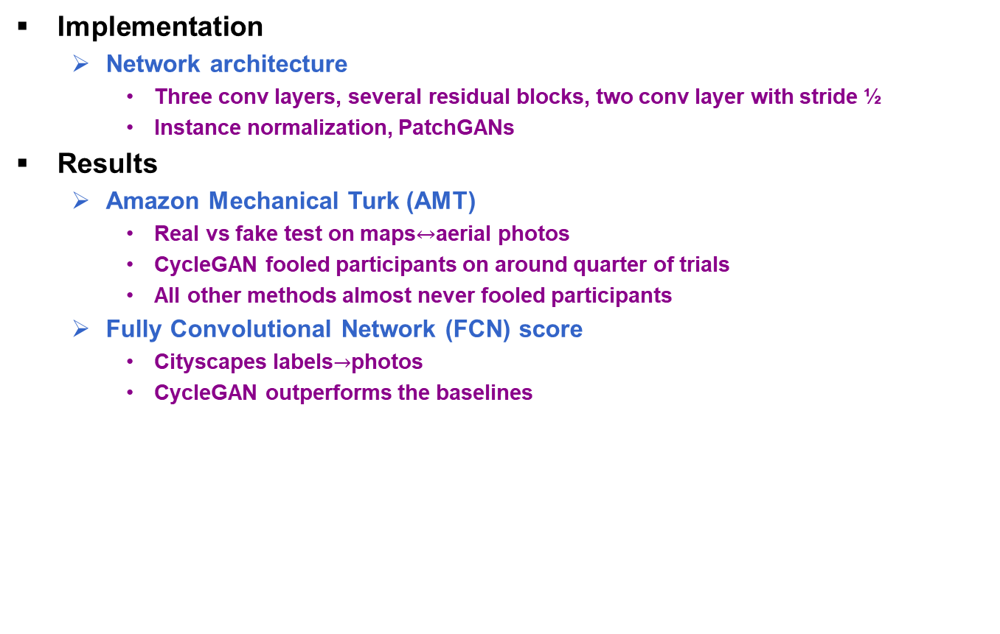 ▪ Implementation
➢ Network architecture
• Three conv layers, several residual blocks, two conv layer with stride ½
• Instance normalization, PatchGANs
▪ Results
➢ Amazon Mechanical Turk (AMT)
• Real vs fake test on maps↔aerial photos
• CycleGAN fooled participants on around quarter of trials
• All other methods almost never fooled participants
➢ Fully Convolutional Network (FCN) score
• Cityscapes labels→photos
• CycleGAN outperforms the baselines